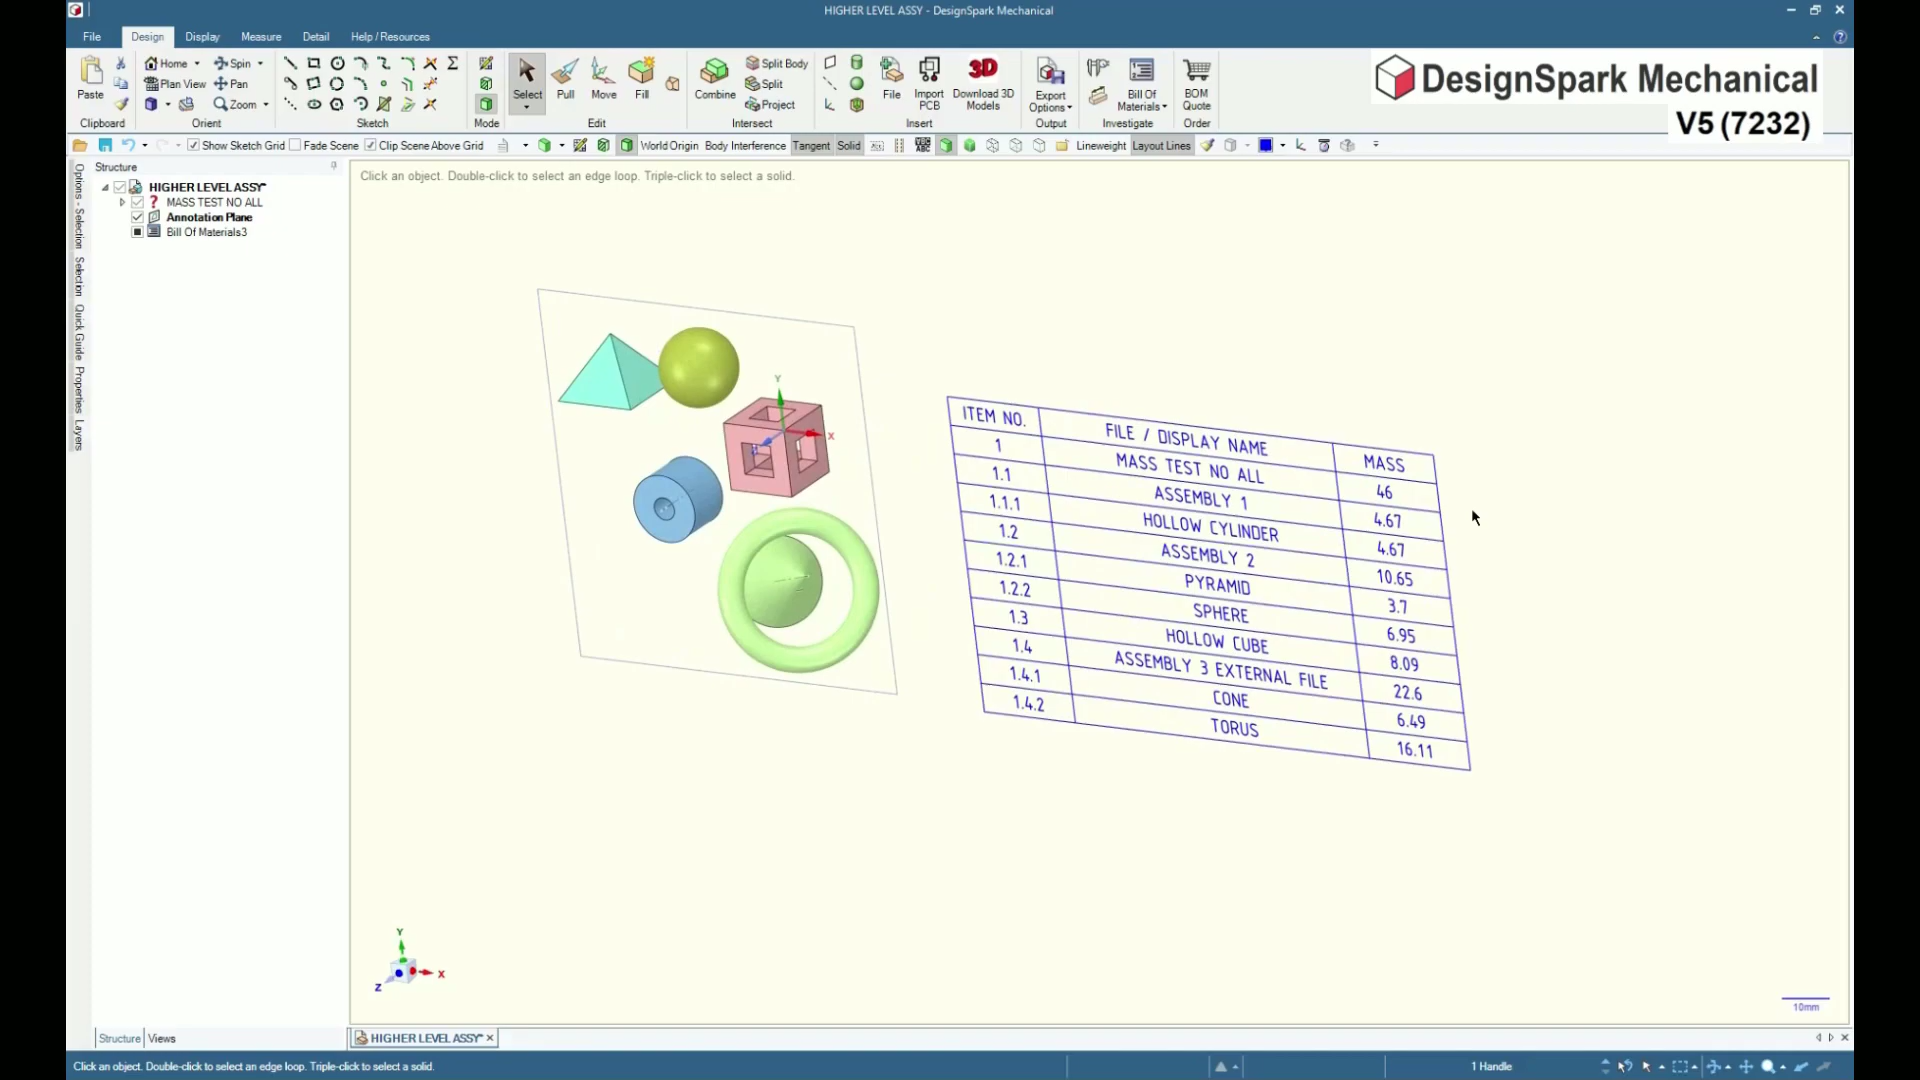 HIGHER LEVEL ASSY - DesignSpark Mechanical
File Design Display Measure Detail Help / Resources
Paste
Clipboard
Home Spin
Plan View Pan
Zoom
Orient
Sketch
Mode
Select Pull Move Fill
Edit
Combine
Split Body
Split
Project
Intersect
File Import PCB Download 3D Models
3D
Insert
Export Options
Output
Bill Of Materials
Investigate
BOM Quote
Order
DesignSpark Mechanical
V5 (7232)
Show Sketch Grid Fade Scene Clip Scene Above Grid World Origin Body Interference Tangent Solid Lineweight Layout Lines
Structure
HIGHER LEVEL ASSY*
MASS TEST NO ALL
Annotation Plane
Bill Of Materials3
Options - Selection
Selection
Quick Guide
Properties
Layers
Click an object. Double-click to select an edge loop. Triple-click to select a solid.
Y
X
ITEM NO. FILE / DISPLAY NAME MASS
1 MASS TEST NO ALL 46
1.1 ASSEMBLY 1 4.67
1.1.1 HOLLOW CYLINDER 4.67
1.2 ASSEMBLY 2 10.65
1.2.1 PYRAMID 3.7
1.2.2 SPHERE 6.95
1.3 HOLLOW CUBE 8.09
1.4 ASSEMBLY 3 EXTERNAL FILE 22.6
1.4.1 CONE 6.49
1.4.2 TORUS 16.11
Y
X
Z
10mm
Structure Views
HIGHER LEVEL ASSY*
Click an object. Double-click to select an edge loop. Triple-click to select a solid.
1 Handle